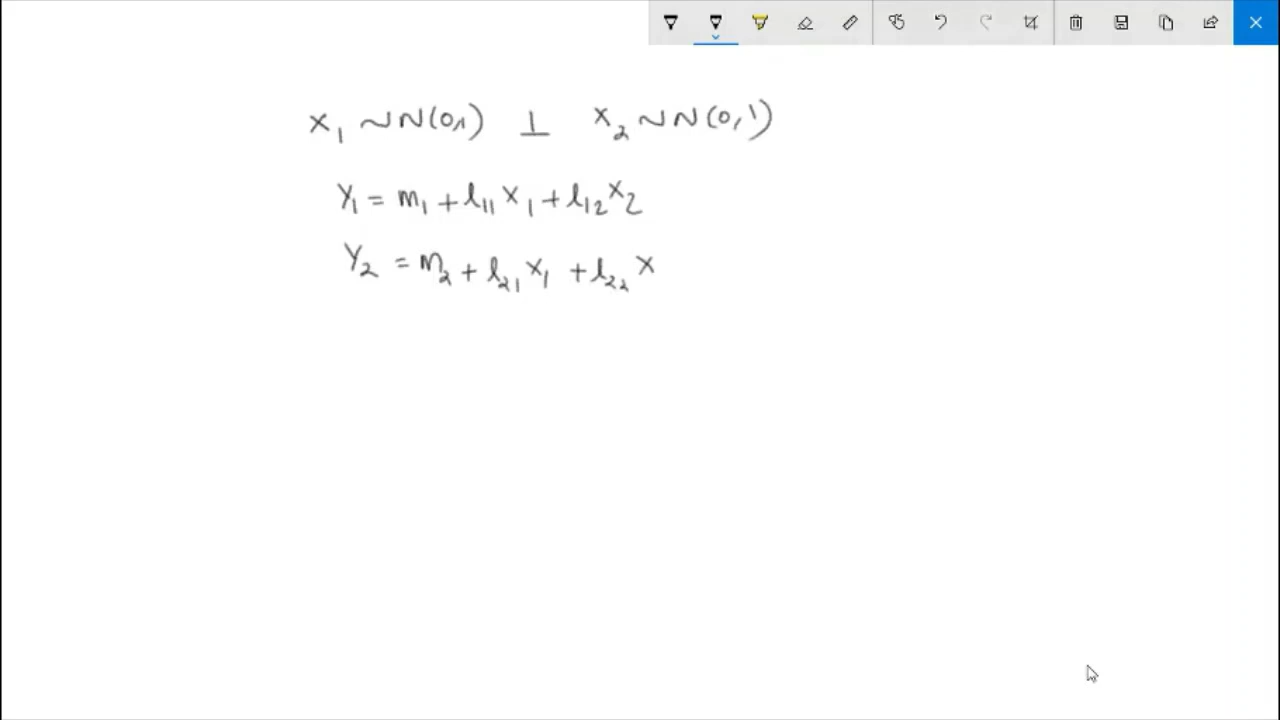 X₁ ~ N(0,1) ⊥ X₂ ~ N(0,1)
Y₁ = m₁ + l₁₁ X₁ + l₁₂ X₂
Y₂ = m₂ + l₂₁ X₁ + l₂₂ X